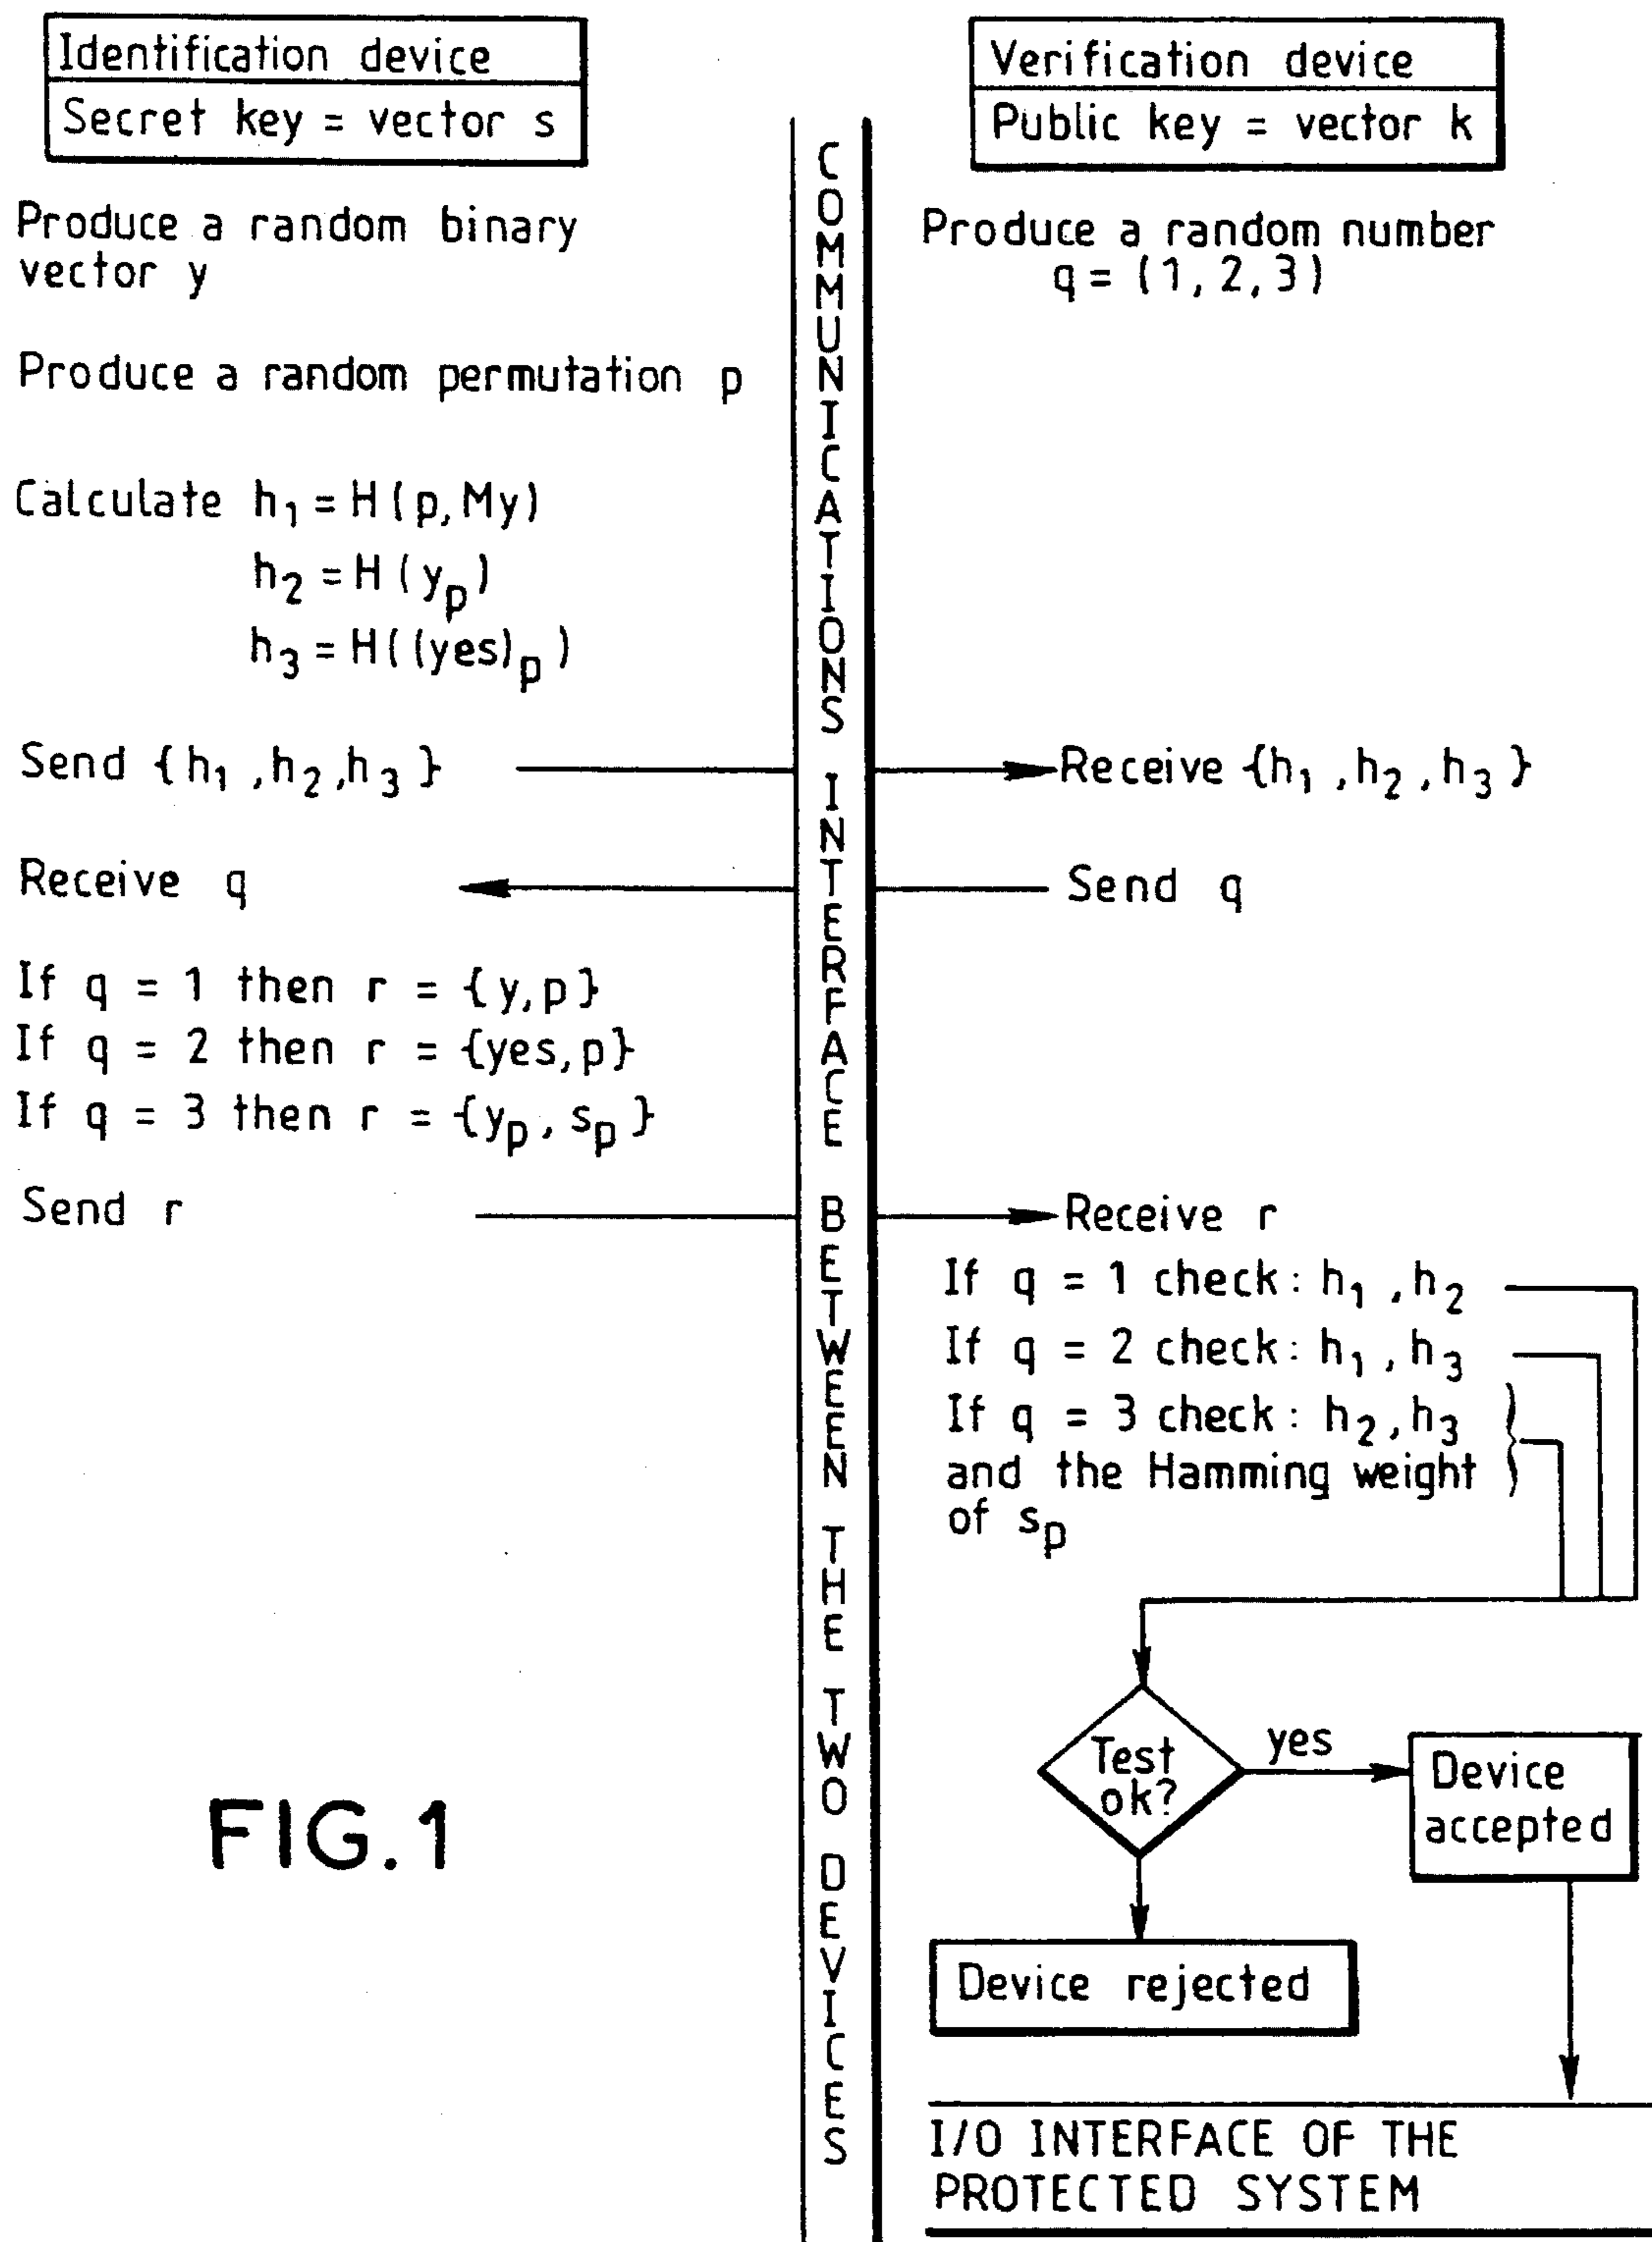 Identification device
Secret key = vector s
Produce a random binary
vector y
Produce a random permutation p
Calculate h₁ = H(p, My)
h₂ = H(yₚ)
h₃ = H((yes)ₚ)
Send {h₁,h₂,h₃}
Receive q
If q = 1 then r = {y,p}
If q = 2 then r = {yes,p}
If q = 3 then r = {yₚ, sₚ}
Send r
FIG.1
COMMUNICATIONS INTERFACE BETWEEN THE TWO DEVICES
Verification device
Public key = vector k
Produce a random number
q = (1, 2, 3)
Receive {h₁,h₂,h₃}
Send q
Receive r
If q = 1 check: h₁,h₂
If q = 2 check: h₁,h₃
If q = 3 check: h₂,h₃
and the Hamming weight
of sₚ
Test
ok?
yes
Device
accepted
Device rejected
I/O INTERFACE OF THE
PROTECTED SYSTEM